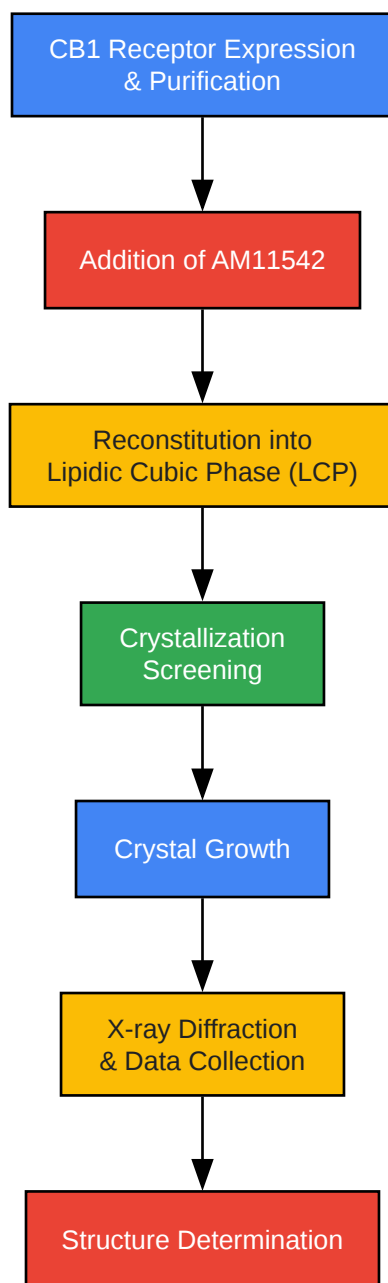 CB1 Receptor Expression
& Purification
Addition of AM11542
Reconstitution into
Lipidic Cubic Phase (LCP)
Crystallization
Screening
Crystal Growth
X-ray Diffraction
& Data Collection
Structure Determination